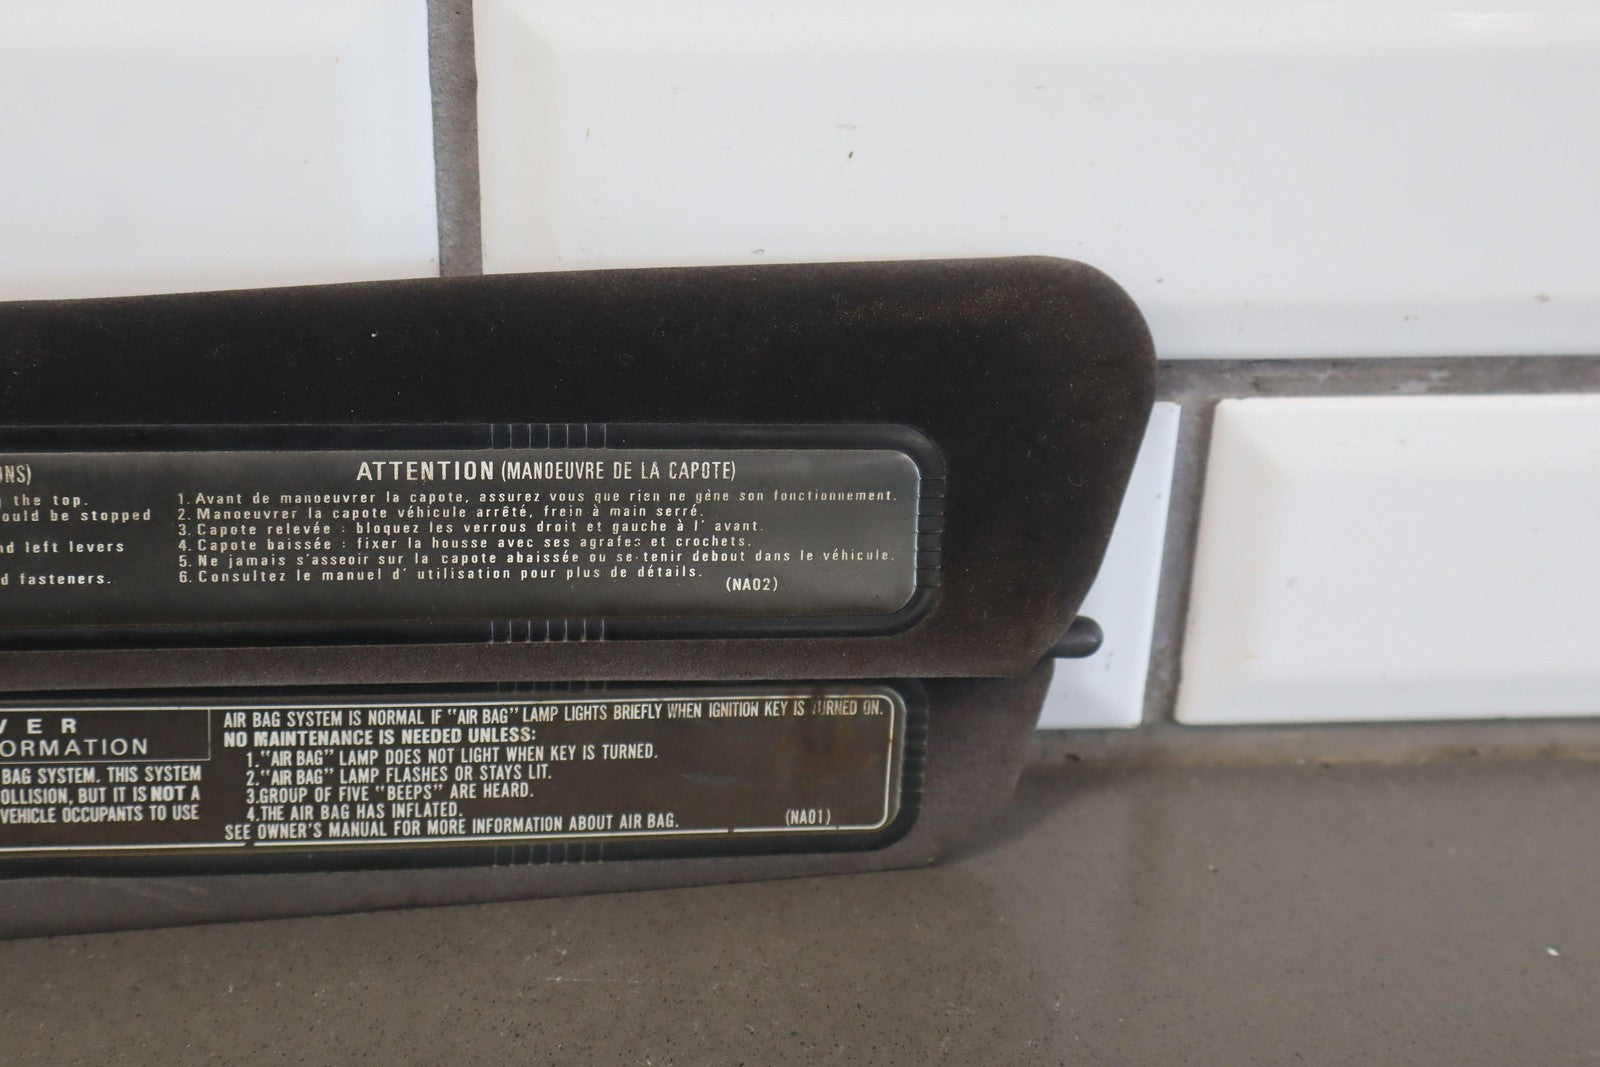 ONS)
the top.
ould be stopped
nd left levers
d fasteners.
ATTENTION (MANOEUVRE DE LA CAPOTE)
1. Avant de manoeuvrer la capote, assurez vous que rien ne gêne son fonctionnement.
2. Manoeuvrer la capote véhicule arrêté, frein à main serré.
3. Capote relevée : bloquez les verrous droit et gauche à l' avant.
4. Capote baissée : fixer la housse avec ses agrafes et crochets.
5. Ne jamais s'asseoir sur la capote abaissée ou se tenir debout dans le véhicule.
6. Consultez le manuel d' utilisation pour plus de détails.
(NA02)
VER
ORMATION
BAG SYSTEM. THIS SYSTEM
OLLISION, BUT IT IS NOT A
VEHICLE OCCUPANTS TO USE
AIR BAG SYSTEM IS NORMAL IF "AIR BAG" LAMP LIGHTS BRIEFLY WHEN IGNITION KEY IS TURNED ON.
NO MAINTENANCE IS NEEDED UNLESS:
1. "AIR BAG" LAMP DOES NOT LIGHT WHEN KEY IS TURNED.
2. "AIR BAG" LAMP FLASHES OR STAYS LIT.
3. GROUP OF FIVE "BEEPS" ARE HEARD.
4. THE AIR BAG HAS INFLATED.
SEE OWNER'S MANUAL FOR MORE INFORMATION ABOUT AIR BAG.
(NA01)